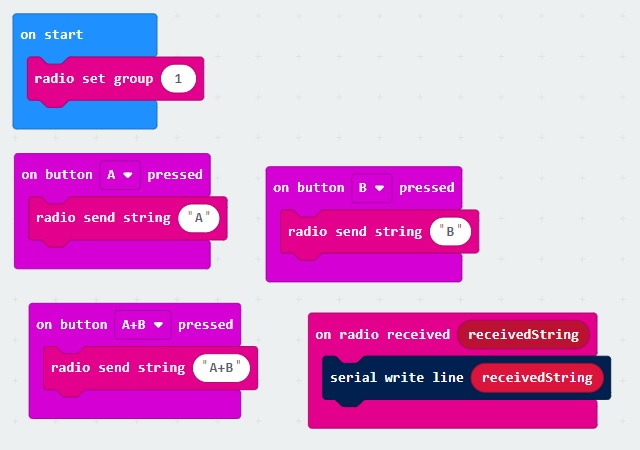 on start
radio set group 1
on button A pressed
radio send string "A"
on button B pressed
radio send string "B"
on button A+B pressed
radio send string "A+B"
on radio received receivedString
serial write line receivedString